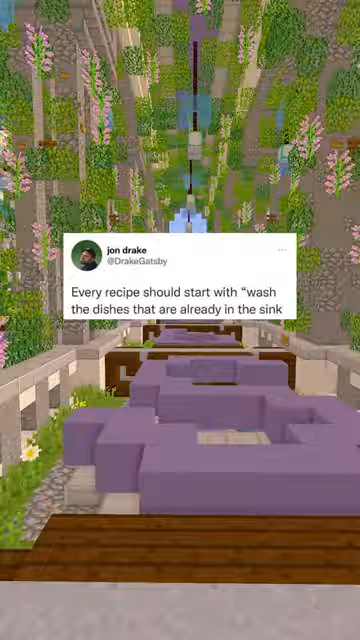 jon drake
@DrakeGatsby
Every recipe should start with “wash
the dishes that are already in the sink